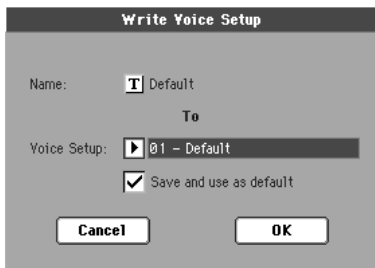 Write Voice Setup
Name: T Default
To
Voice Setup: 01 – Default
Save and use as default
Cancel OK